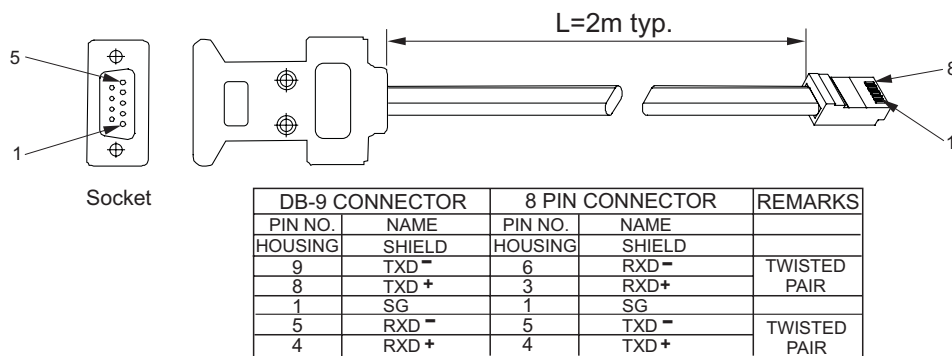 L=2m typ.
5
1
8
1
Socket
DB-9 CONNECTOR 8 PIN CONNECTOR REMARKS
PIN NO. NAME PIN NO. NAME
HOUSING SHIELD HOUSING SHIELD
9 TXD- 6 RXD- TWISTED
8 TXD+ 3 RXD+ PAIR
1 SG 1 SG
5 RXD- 5 TXD- TWISTED
4 RXD+ 4 TXD+ PAIR